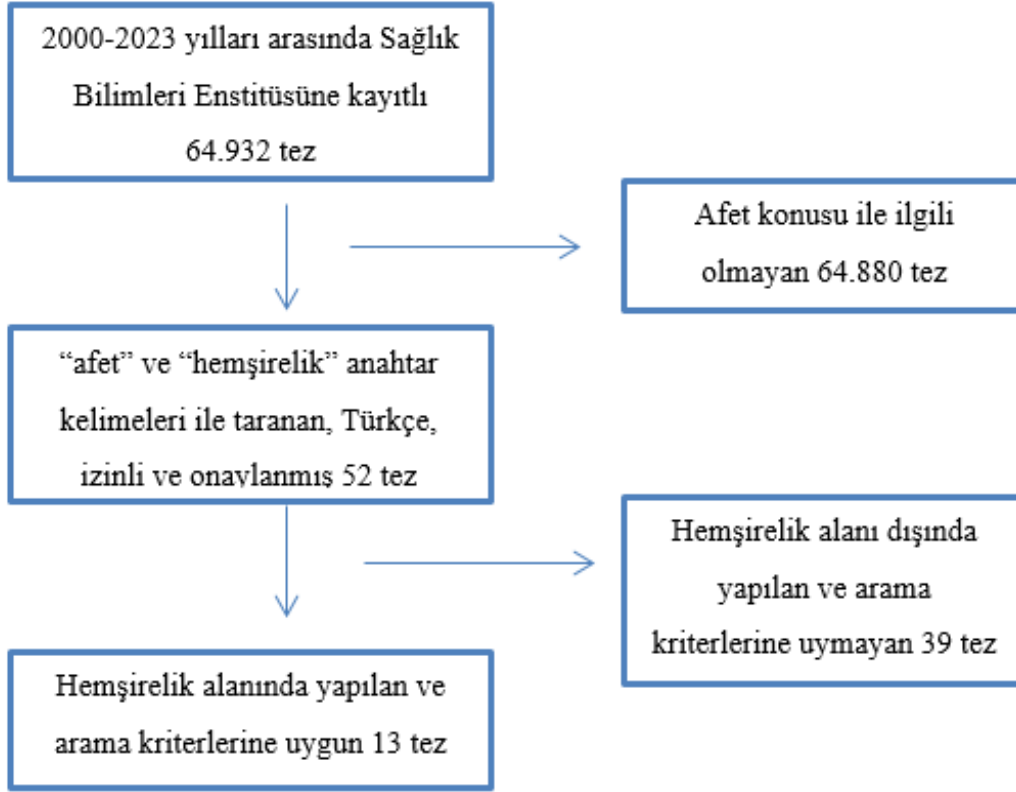 2000-2023 yılları arasında Sağlık
Bilimleri Enstitüsüne kayıtlı
64.932 tez
Afet konusu ile ilgili
olmayan 64.880 tez
“afet” ve “hemşirelik” anahtar
kelimeleri ile taranan, Türkçe,
izinli ve onaylanmış 52 tez
Hemşirelik alanı dışında
yapılan ve arama
kriterlerine uymayan 39 tez
Hemşirelik alanında yapılan ve
arama kriterlerine uygun 13 tez